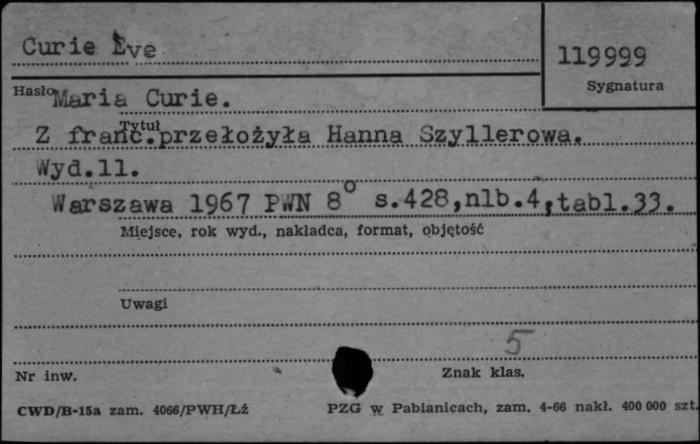 Curie Eve
119999
Sygnatura
Hasło Maria Curie.
Tytuł
Z franc.przełożyła Hanna Szyllerowa.
Wyd.11.
Warszawa 1967 PWN 8° s.428,nlb.4,tabl.33.
Miejsce, rok wyd., nakładca, format, objętość
Uwagi
5
Nr inw.
Znak klas.
CWD/B-15a zam. 4066/PWH/Łź
PZG w Pabianicach, zam. 4-66 nakł. 400 000 szt.